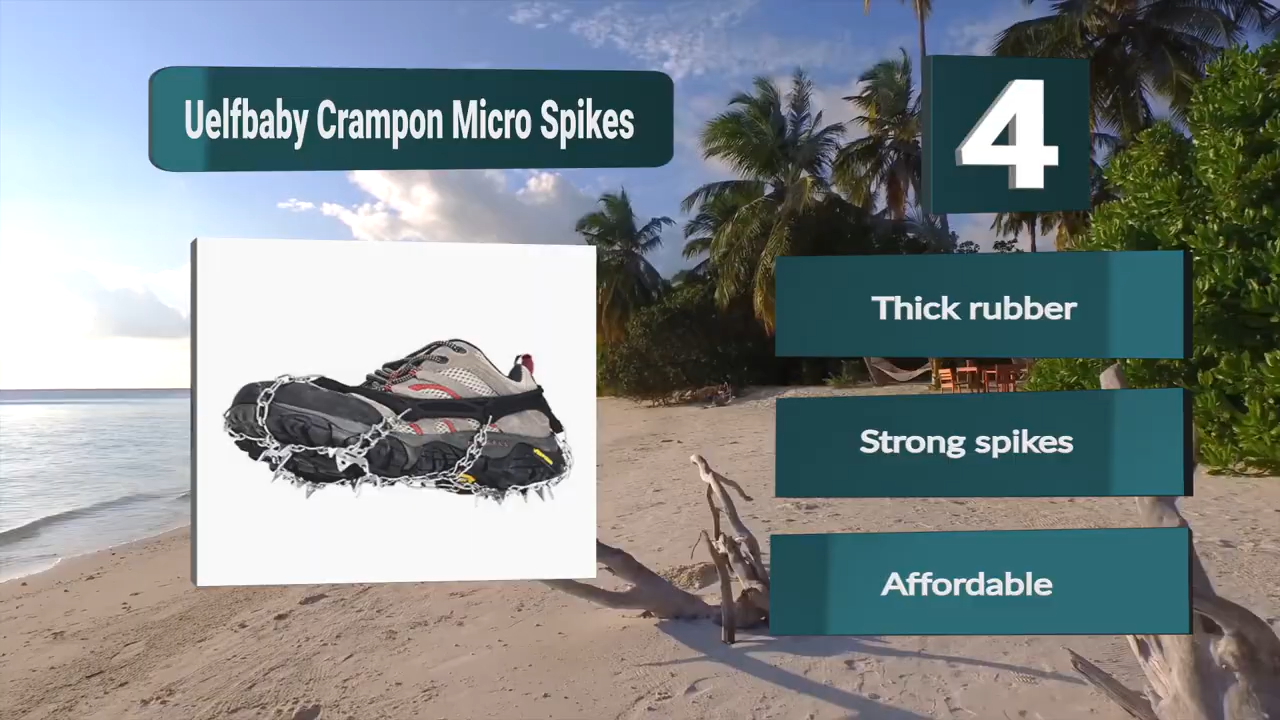 Uelfbaby Crampon Micro Spikes
4
Thick rubber
Strong spikes
Affordable